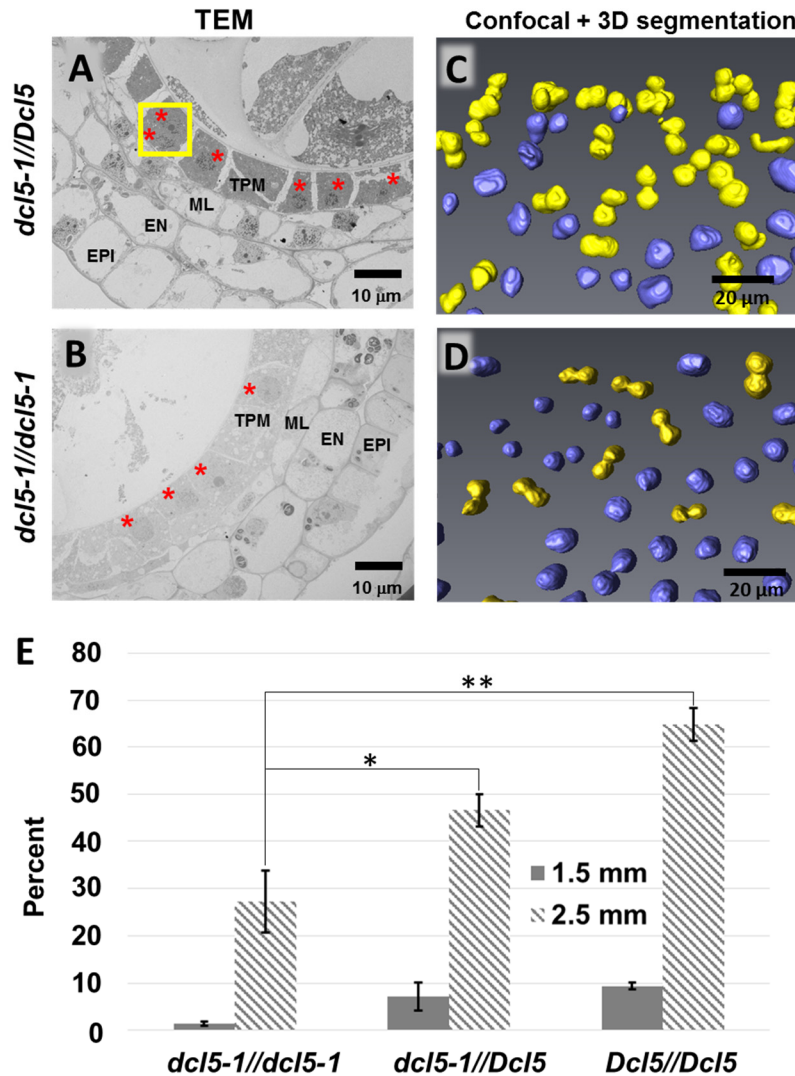 TEM
Confocal + 3D segmentation
dcl5-1//Dcl5
A
*
*
*
TPM
*
*
*
ML
EN
EPI
10 µm
C
20 µm
dcl5-1//dcl5-1
B
*
TPM
ML
EN
EPI
*
*
*
10 µm
D
20 µm
E
80
70
60
50
40
30
20
10
0
Percent
**
*
1.5 mm
2.5 mm
dcl5-1//dcl5-1
dcl5-1//Dcl5
Dcl5//Dcl5